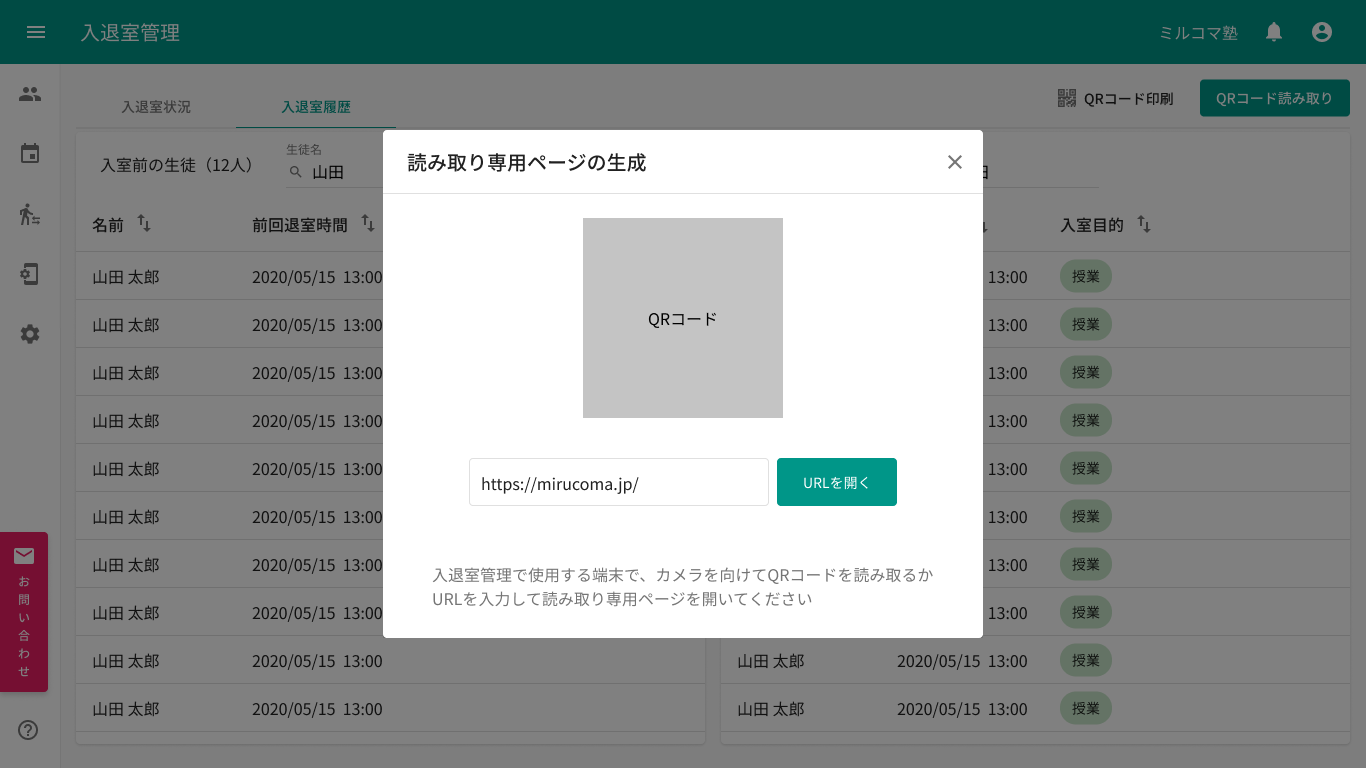 入退室管理
ミルコマ塾
入退室状況
入退室履歴
QRコード印刷
QRコード読み取り
入室前の生徒（12人）
生徒名
山田
田
名前
前回退室時間
入室目的
読み取り専用ページの生成
QRコード
https://mirucoma.jp/
URLを開く
入退室管理で使用する端末で、カメラを向けてQRコードを読み取るか
URLを入力して読み取り専用ページを開いてください
山田 太郎 2020/05/15 13:00 13:00 授業
山田 太郎 2020/05/15 13:00 13:00 授業
山田 太郎 2020/05/15 13:00 13:00 授業
山田 太郎 2020/05/15 13:00 13:00 授業
山田 太郎 2020/05/15 13:00 13:00 授業
山田 太郎 2020/05/15 13:00 13:00 授業
山田 太郎 2020/05/15 13:00 13:00 授業
山田 太郎 2020/05/15 13:00 13:00 授業
山田 太郎 2020/05/15 13:00 山田 太郎 2020/05/15 13:00 授業
山田 太郎 2020/05/15 13:00 山田 太郎 2020/05/15 13:00 授業
お問い合わせ